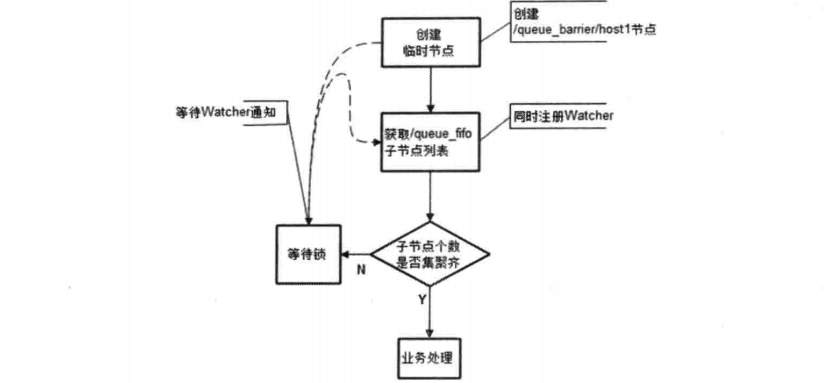 创建
临时节点
创建
/queue_barrier/host1节点
等待Watcher通知
获取/queue_fifo
子节点列表
同时注册Watcher
等待锁
子节点个数
是否集聚齐
N
Y
业务处理